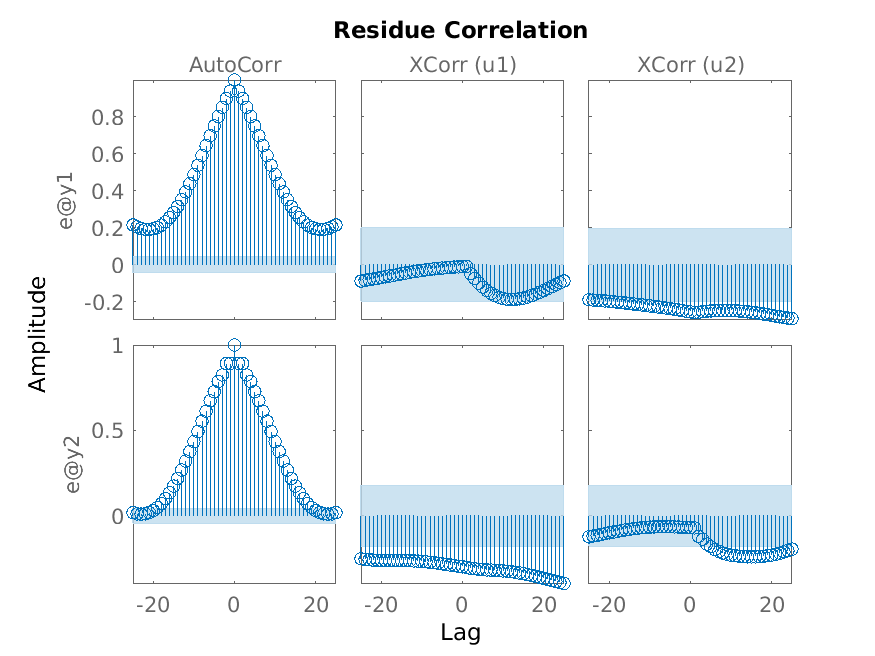 Residue Correlation
AutoCorr
XCorr (u1)
XCorr (u2)
e@y1
0.8
0.6
0.4
0.2
0
-0.2
Amplitude
e@y2
1
0.5
0
-20 0 20
-20 0 20
-20 0 20
Lag